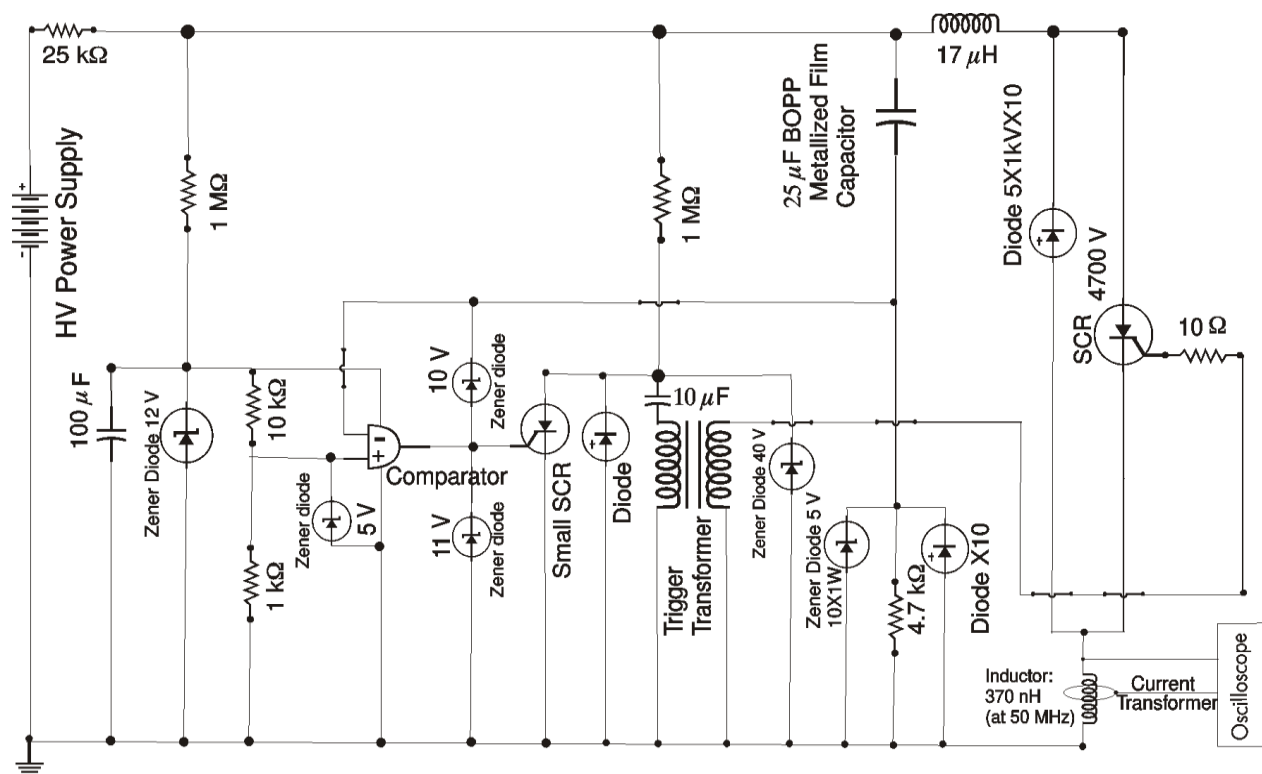 25 kΩ
HV Power Supply
+
-
1 MΩ
1 MΩ
25 μF BOPP
Metallized Film
Capacitor
17 μH
Diode 5X1kVX10
+
SCR
4700 V
10 Ω
100 μF
Zener Diode 12 V
10 kΩ
1 kΩ
Zener diode
5 V
-
+
Comparator
10 V
Zener diode
11 V
Zener diode
Small SCR
+
Diode
10 μF
Trigger
Transformer
Zener Diode 40 V
Zener Diode 5 V
10X1W
4.7 kΩ
+
Diode X10
Inductor:
370 nH
(at 50 MHz)
Current
Transformer
Oscilloscope